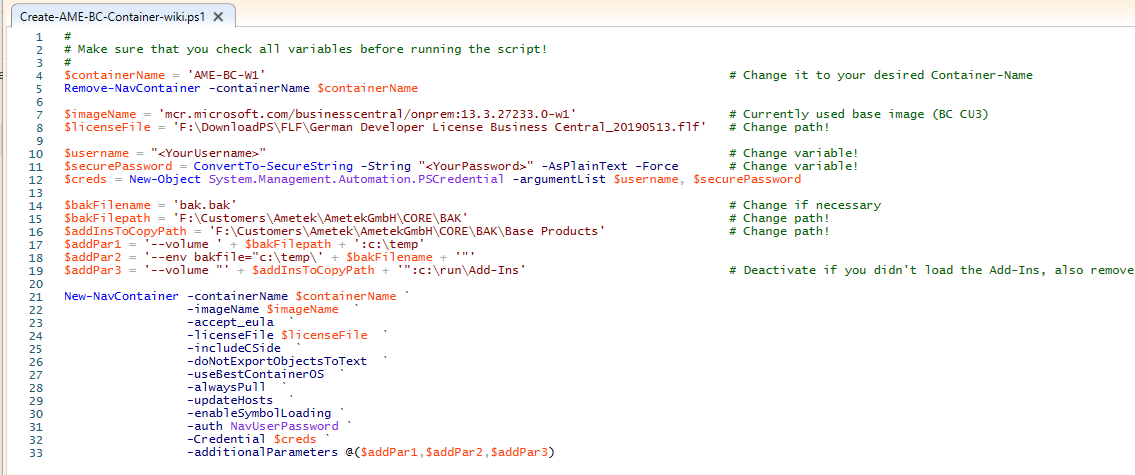 Create-AME-BC-Container-wiki.ps1 X
1 #
2 # Make sure that you check all variables before running the script!
3 #
4 $containerName = 'AME-BC-W1' # Change it to your desired Container-Name
5 Remove-NavContainer -containerName $containerName
6
7 $imageName = 'mcr.microsoft.com/businesscentral/onprem:13.3.27233.0-w1' # Currently used base image (BC CU3)
8 $licenseFile = 'F:\DownloadPS\FLF\German Developer License Business Central_20190513.flf' # Change path!
9
10 $username = "<YourUsername>" # Change variable!
11 $securePassword = ConvertTo-SecureString -String "<YourPassword>" -AsPlainText -Force # Change variable!
12 $creds = New-Object System.Management.Automation.PSCredential -argumentList $username, $securePassword
13
14 $bakFilename = 'bak.bak' # Change if necessary
15 $bakFilepath = 'F:\Customers\Ametek\AmetekGmbH\CORE\BAK' # Change path!
16 $addInsToCopyPath = 'F:\Customers\Ametek\AmetekGmbH\CORE\BAK\Base Products' # Change path!
17 $addPar1 = '--volume ' + $bakFilepath + ':c:\temp'
18 $addPar2 = '--env bakfile="c:\temp\' + $bakFilename + '"'
19 $addPar3 = '--volume "' + $addInsToCopyPath + '":c:\run\Add-Ins' # Deactivate if you didn't load the Add-Ins, also remove
20
21 New-NavContainer -containerName $containerName `
22 -imageName $imageName `
23 -accept_eula `
24 -licenseFile $licenseFile `
25 -includeCSide `
26 -doNotExportObjectsToText `
27 -useBestContainerOS `
28 -alwaysPull `
29 -updateHosts `
30 -enableSymbolLoading `
31 -auth NavUserPassword `
32 -Credential $creds `
33 -additionalParameters @($addPar1,$addPar2,$addPar3)